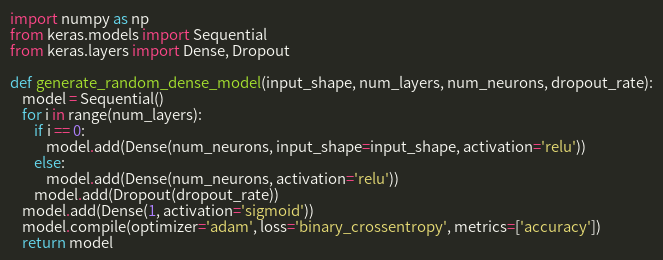 import numpy as np
from keras.models import Sequential
from keras.layers import Dense, Dropout

def generate_random_dense_model(input_shape, num_layers, num_neurons, dropout_rate):
    model = Sequential()
    for i in range(num_layers):
        if i == 0:
            model.add(Dense(num_neurons, input_shape=input_shape, activation='relu'))
        else:
            model.add(Dense(num_neurons, activation='relu'))
        model.add(Dropout(dropout_rate))
    model.add(Dense(1, activation='sigmoid'))
    model.compile(optimizer='adam', loss='binary_crossentropy', metrics=['accuracy'])
    return model